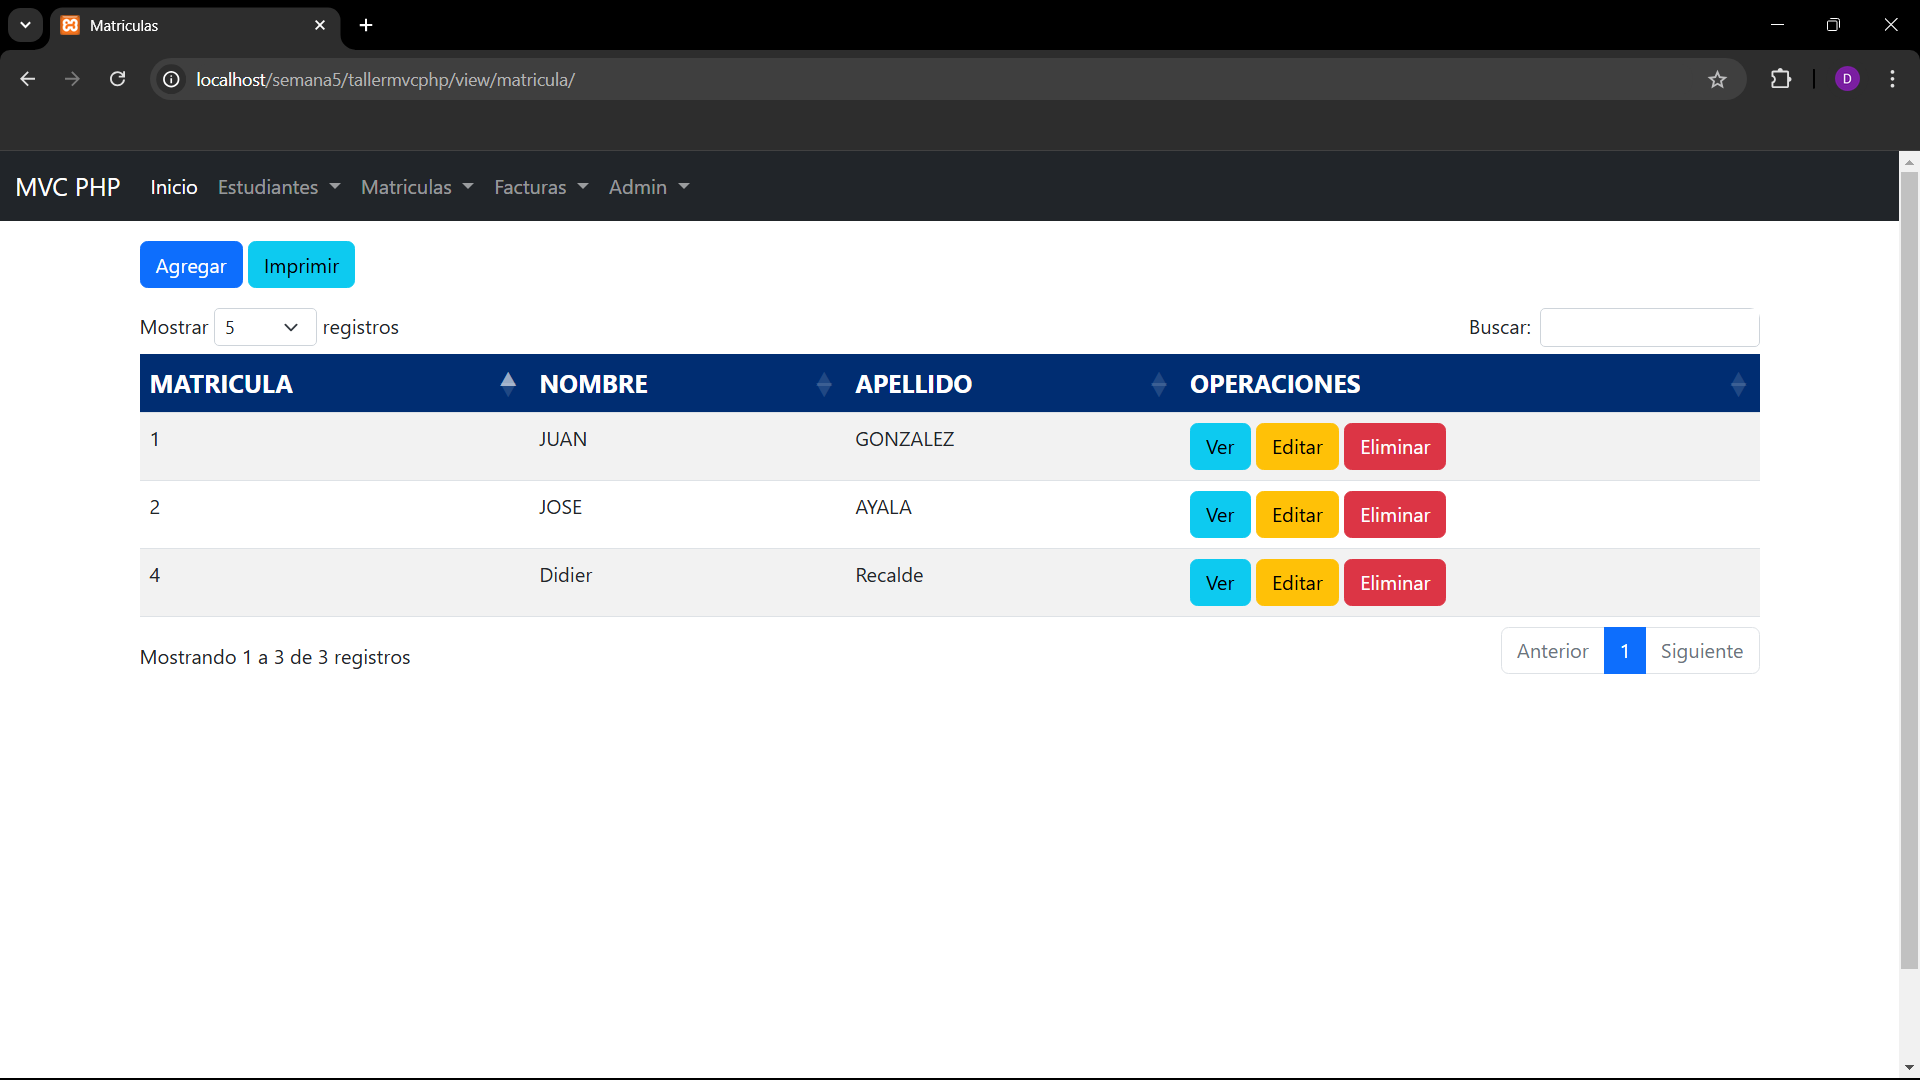 Matriculas
localhost/semana5/tallermvcphp/view/matricula/
D
MVC PHP Inicio Estudiantes Matriculas Facturas Admin
Agregar Imprimir
Mostrar 5 registros Buscar:
MATRICULA NOMBRE APELLIDO OPERACIONES
1 JUAN GONZALEZ Ver Editar Eliminar
2 JOSE AYALA Ver Editar Eliminar
4 Didier Recalde Ver Editar Eliminar
Mostrando 1 a 3 de 3 registros Anterior 1 Siguiente